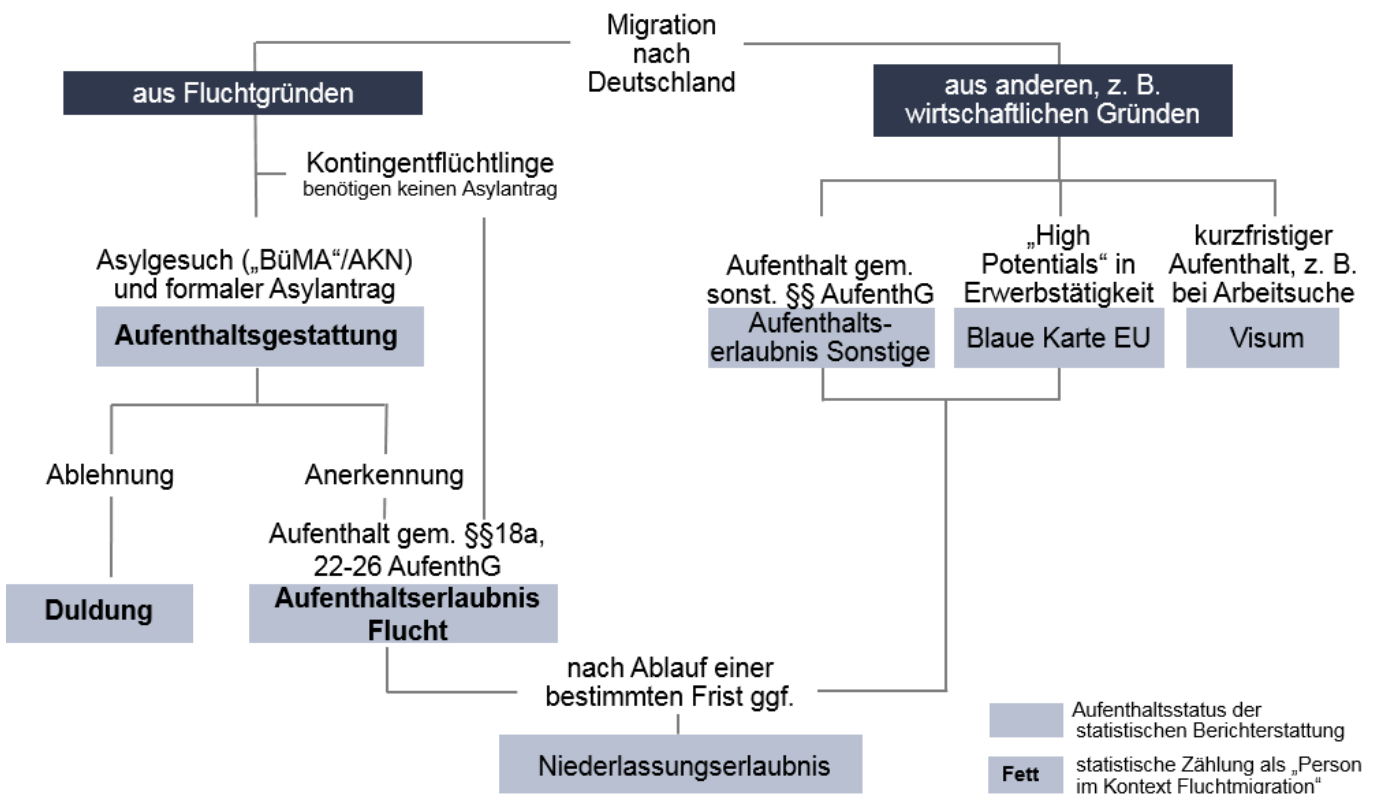 Migration
nach
Deutschland
aus Fluchtgründen
aus anderen, z. B.
wirtschaftlichen Gründen
Kontingentflüchtlinge
benötigen keinen Asylantrag
Asylgesuch („BüMA“/AKN)
und formaler Asylantrag
Aufenthaltsgestattung
Aufenthalt gem.
sonst. §§ AufenthG
Aufenthalts-
erlaubnis Sonstige
„High
Potentials“ in
Erwerbstätigkeit
Blaue Karte EU
kurzfristiger
Aufenthalt, z. B.
bei Arbeitsuche
Visum
Ablehnung
Anerkennung
Aufenthalt gem. §§18a,
22-26 AufenthG
Duldung
Aufenthaltserlaubnis
Flucht
nach Ablauf einer
bestimmten Frist ggf.
Niederlassungserlaubnis
Aufenthaltsstatus der
statistischen Berichterstattung
Fett
statistische Zählung als „Person
im Kontext Fluchtmigration“